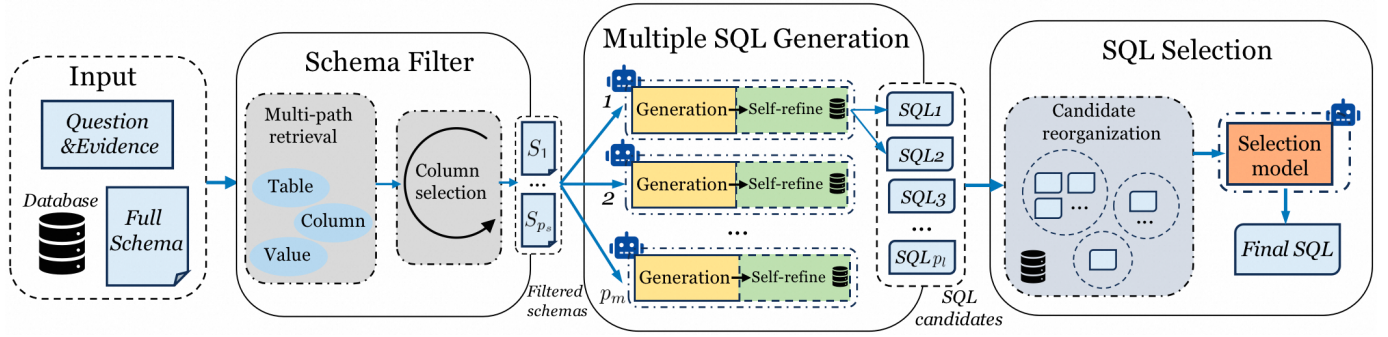 Input
Question
&Evidence
Database
Full
Schema
Schema Filter
Multi-path
retrieval
Table
Column
Value
Column
selection
S1
...
Sps
Filtered
schemas
Multiple SQL Generation
1
Generation
Self-refine
2
Generation
Self-refine
...
pm
Generation
Self-refine
SQL1
SQL2
SQL3
...
SQL pl
SQL
candidates
SQL Selection
Candidate
reorganization
...
...
Selection
model
Final SQL